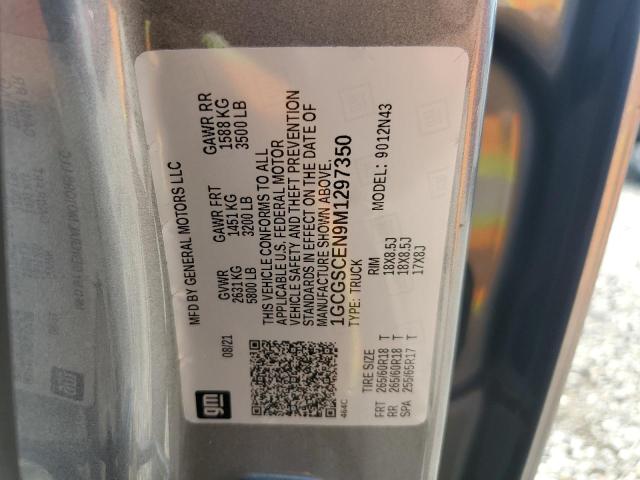 gm
MFD BY GENERAL MOTORS LLC
08/21
GVWR
2631 KG
5800 LB
GAWR FRT
1451 KG
3200 LB
GAWR RR
1588 KG
3500 LB
THIS VEHICLE CONFORMS TO ALL
APPLICABLE U.S. FEDERAL MOTOR
VEHICLE SAFETY AND THEFT PREVENTION
STANDARDS IN EFFECT ON THE DATE OF
MANUFACTURE SHOWN ABOVE.
1GCGSCEN9M1297350
TYPE: TRUCK
MODEL: 9012N43
464C
TIRE SIZE RIM
FRT 265/60R18 T 18X8.5J
RR 265/60R18 T 18X8.5J
SPA 255/65R17 T 17X8J
gm